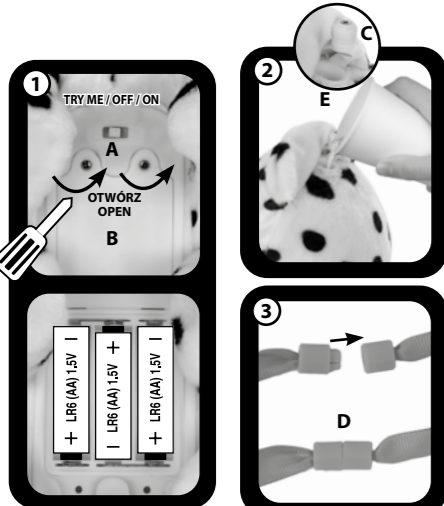 1
TRY ME / OFF / ON
A
OTWÓRZ
OPEN
B
– LR6 (AA) 1,5V +
+ LR6 (AA) 1,5V –
– LR6 (AA) 1,5V +
2
C
E
3
D